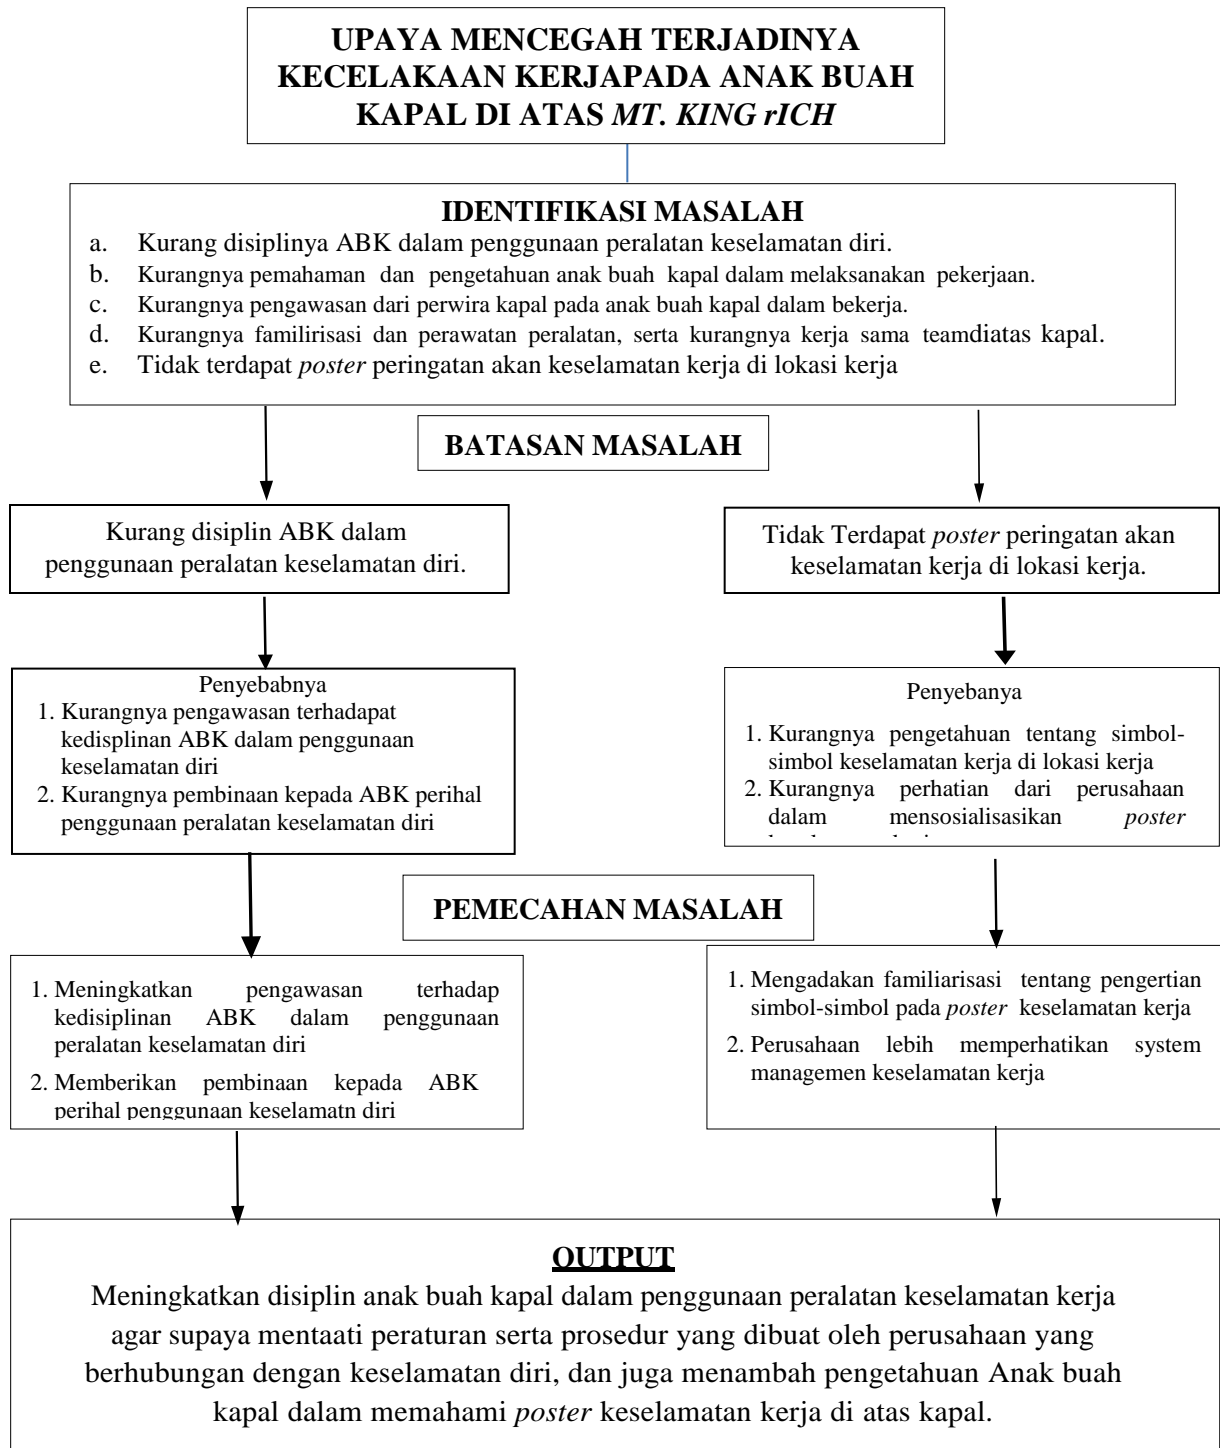 UPAYA MENCEGAH TERJADINYA
KECELAKAAN KERJAPADA ANAK BUAH
KAPAL DI ATAS MT. KING rICH
IDENTIFIKASI MASALAH
a. Kurang disiplinya ABK dalam penggunaan peralatan keselamatan diri.
b. Kurangnya pemahaman dan pengetahuan anak buah kapal dalam melaksanakan pekerjaan.
c. Kurangnya pengawasan dari perwira kapal pada anak buah kapal dalam bekerja.
d. Kurangnya familirisasi dan perawatan peralatan, serta kurangnya kerja sama teamdiatas kapal.
e. Tidak terdapat poster peringatan akan keselamatan kerja di lokasi kerja
BATASAN MASALAH
Kurang disiplin ABK dalam
penggunaan peralatan keselamatan diri.
Tidak Terdapat poster peringatan akan
keselamatan kerja di lokasi kerja.
Penyebabnya
1. Kurangnya pengawasan terhadapat
kedisplinan ABK dalam penggunaan
keselamatan diri
2. Kurangnya pembinaan kepada ABK perihal
penggunaan peralatan keselamatan diri
Penyebanya
1. Kurangnya pengetahuan tentang simbol-
simbol keselamatan kerja di lokasi kerja
2. Kurangnya perhatian dari perusahaan
dalam mensosialisasikan poster
PEMECAHAN MASALAH
1. Meningkatkan pengawasan terhadap
kedisiplinan ABK dalam penggunaan
peralatan keselamatan diri
2. Memberikan pembinaan kepada ABK
perihal penggunaan keselamatn diri
1. Mengadakan familiarisasi tentang pengertian
simbol-simbol pada poster keselamatan kerja
2. Perusahaan lebih memperhatikan system
managemen keselamatan kerja
OUTPUT
Meningkatkan disiplin anak buah kapal dalam penggunaan peralatan keselamatan kerja
agar supaya mentaati peraturan serta prosedur yang dibuat oleh perusahaan yang
berhubungan dengan keselamatan diri, dan juga menambah pengetahuan Anak buah
kapal dalam memahami poster keselamatan kerja di atas kapal.